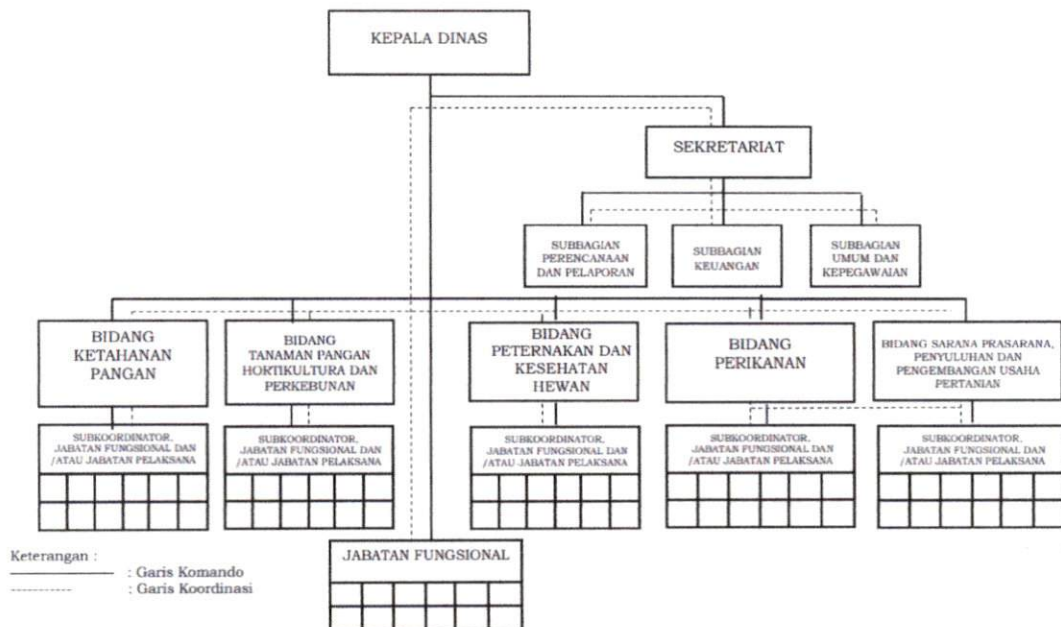 KEPALA DINAS
SEKRETARIAT
SUBBAGIAN
PERENCANAAN
DAN PELAPORAN
SUBBAGIAN
KEUANGAN
SUBBAGIAN
UMUM DAN
KEPEGAWAIAN
BIDANG
KETAHANAN
PANGAN
BIDANG
TANAMAN PANGAN
HORTIKULTURA DAN
PERKEBUNAN
BIDANG
PETERNAKAN DAN
KESEHATAN
HEWAN
BIDANG
PERIKANAN
BIDANG SARANA PRASARANA,
PENYULUHAN DAN
PENGEMBANGAN USAHA
PERTANIAN
SUBKOORDINATOR,
JABATAN FUNGSIONAL DAN
/ATAU JABATAN PELAKSANA
SUBKOORDINATOR,
JABATAN FUNGSIONAL DAN
/ATAU JABATAN PELAKSANA
SUBKOORDINATOR,
JABATAN FUNGSIONAL DAN
/ATAU JABATAN PELAKSANA
SUBKOORDINATOR,
JABATAN FUNGSIONAL DAN
/ATAU JABATAN PELAKSANA
SUBKOORDINATOR,
JABATAN FUNGSIONAL DAN
/ATAU JABATAN PELAKSANA
JABATAN FUNGSIONAL
Keterangan :
: Garis Komando
: Garis Koordinasi